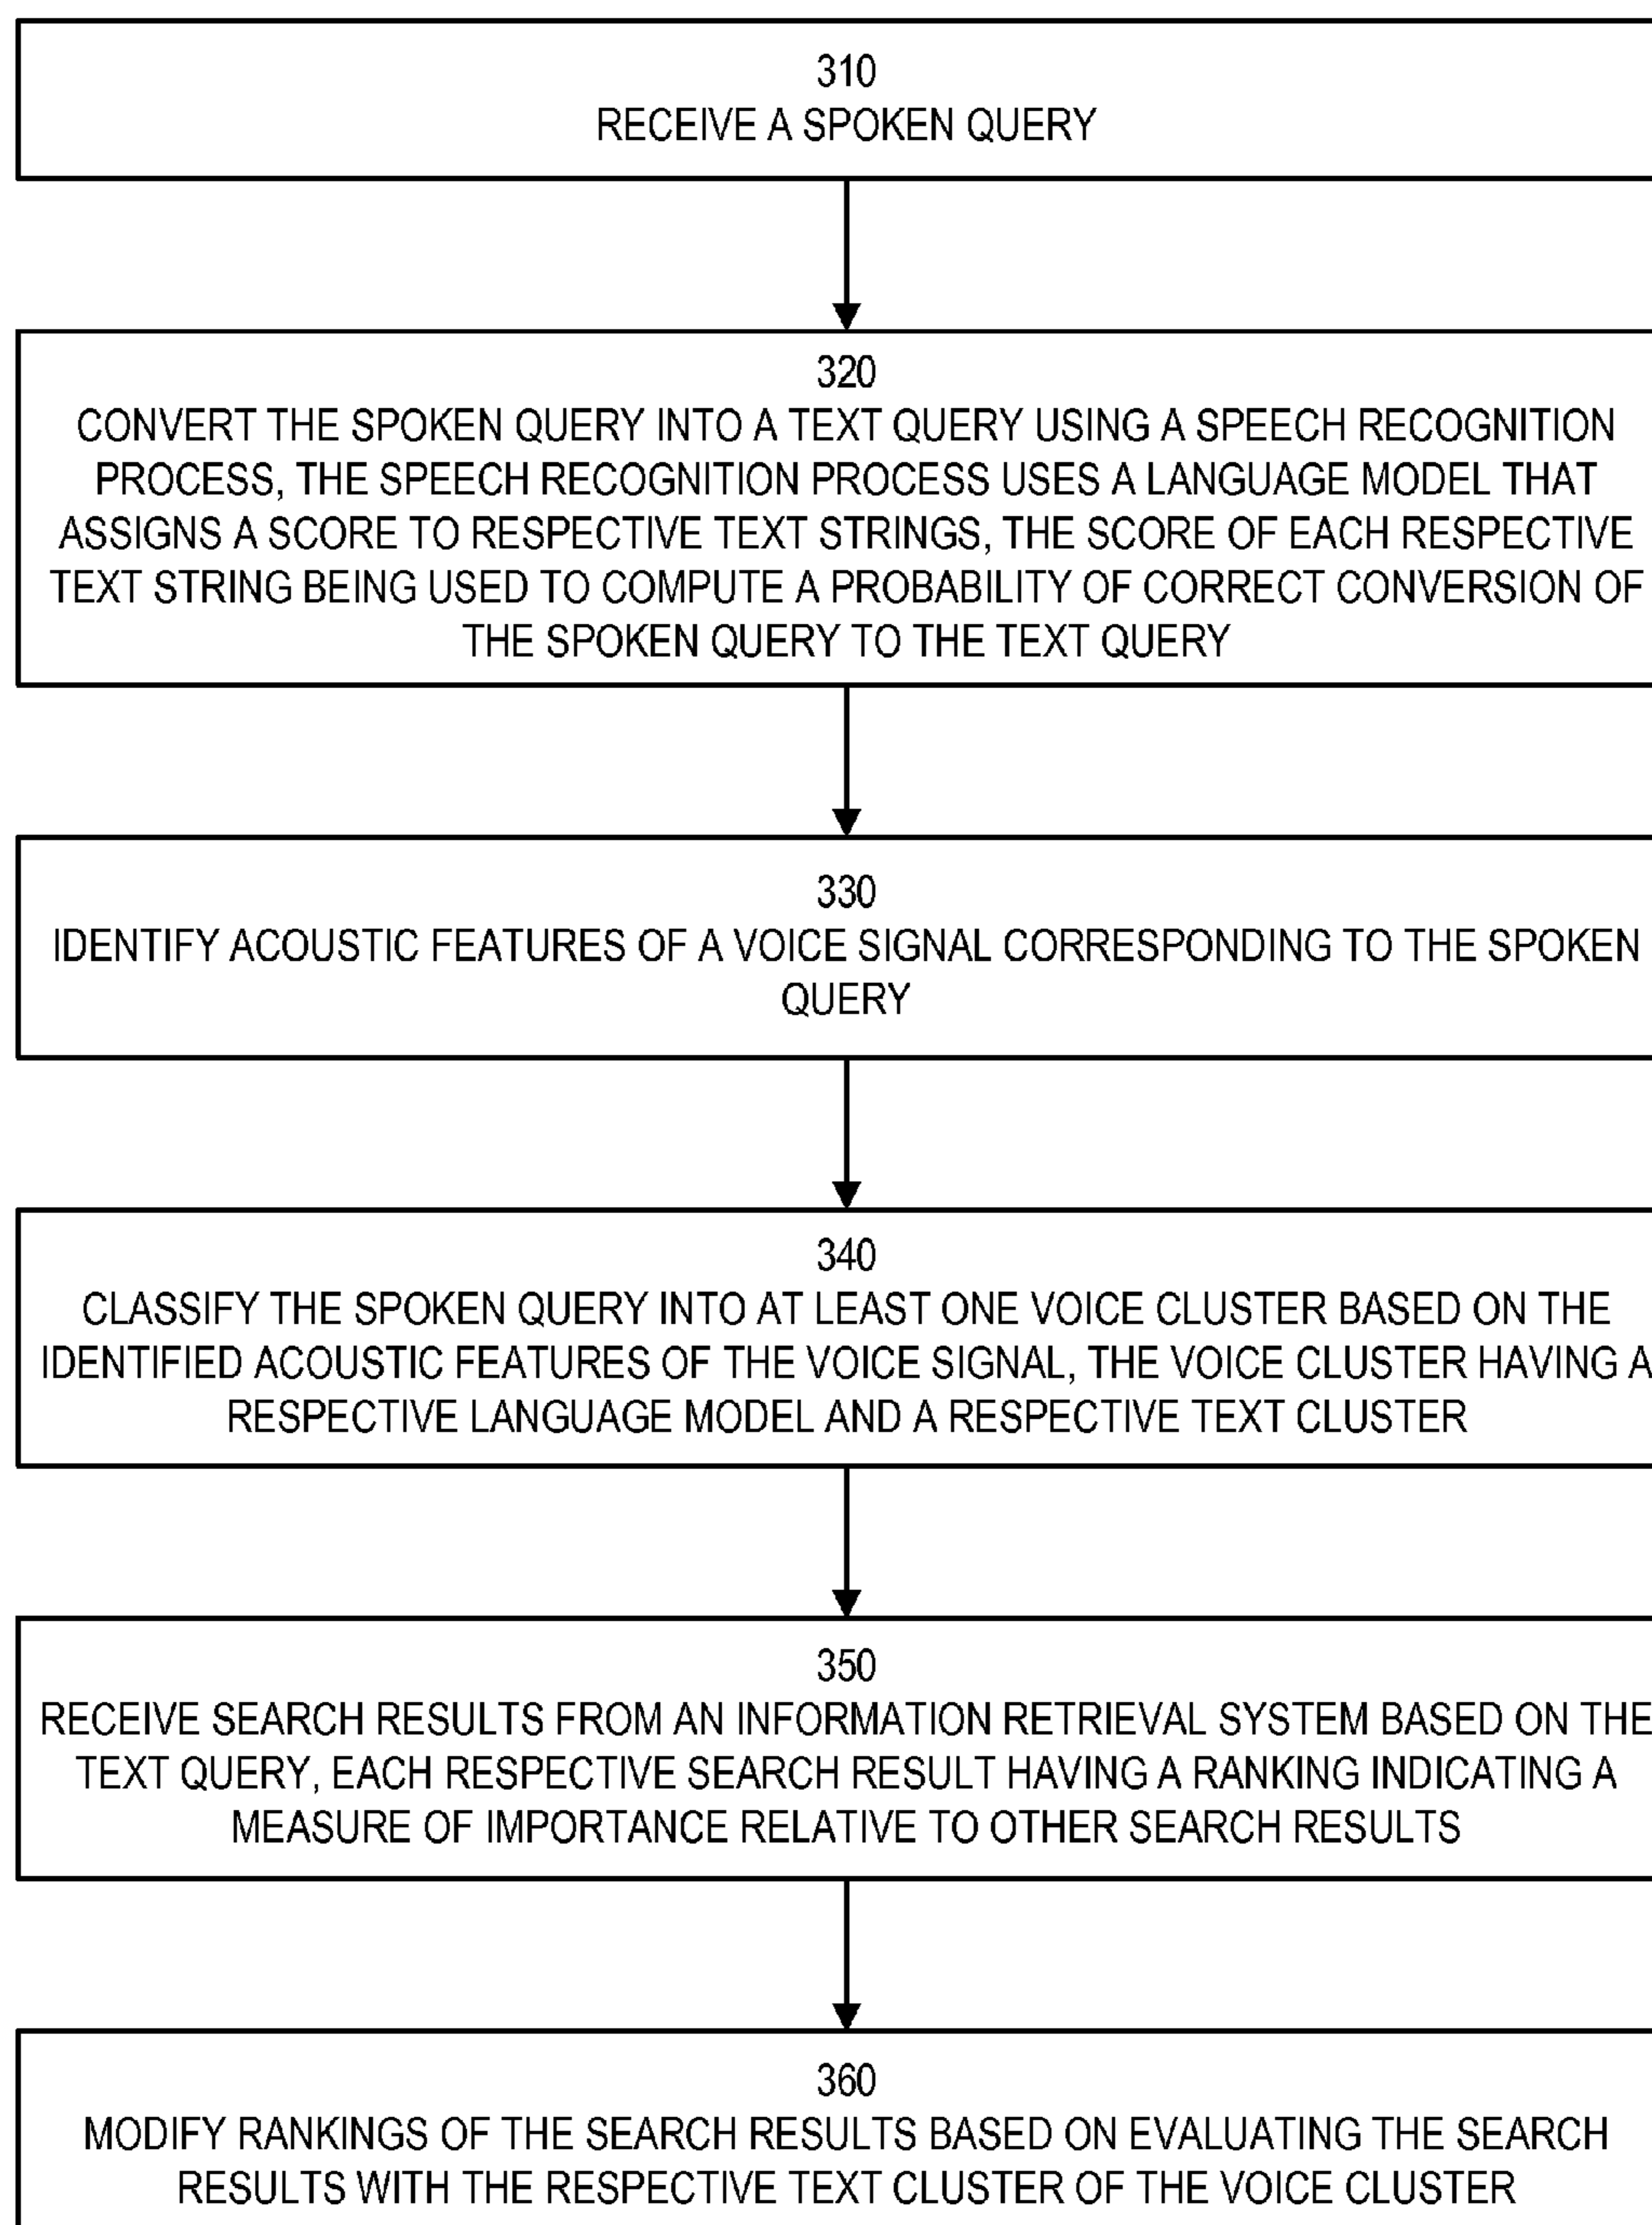 310
RECEIVE A SPOKEN QUERY
320
CONVERT THE SPOKEN QUERY INTO A TEXT QUERY USING A SPEECH RECOGNITION
PROCESS, THE SPEECH RECOGNITION PROCESS USES A LANGUAGE MODEL THAT
ASSIGNS A SCORE TO RESPECTIVE TEXT STRINGS, THE SCORE OF EACH RESPECTIVE
TEXT STRING BEING USED TO COMPUTE A PROBABILITY OF CORRECT CONVERSION OF
THE SPOKEN QUERY TO THE TEXT QUERY
330
IDENTIFY ACOUSTIC FEATURES OF A VOICE SIGNAL CORRESPONDING TO THE SPOKEN
QUERY
340
CLASSIFY THE SPOKEN QUERY INTO AT LEAST ONE VOICE CLUSTER BASED ON THE
IDENTIFIED ACOUSTIC FEATURES OF THE VOICE SIGNAL, THE VOICE CLUSTER HAVING A
RESPECTIVE LANGUAGE MODEL AND A RESPECTIVE TEXT CLUSTER
350
RECEIVE SEARCH RESULTS FROM AN INFORMATION RETRIEVAL SYSTEM BASED ON THE
TEXT QUERY, EACH RESPECTIVE SEARCH RESULT HAVING A RANKING INDICATING A
MEASURE OF IMPORTANCE RELATIVE TO OTHER SEARCH RESULTS
360
MODIFY RANKINGS OF THE SEARCH RESULTS BASED ON EVALUATING THE SEARCH
RESULTS WITH THE RESPECTIVE TEXT CLUSTER OF THE VOICE CLUSTER